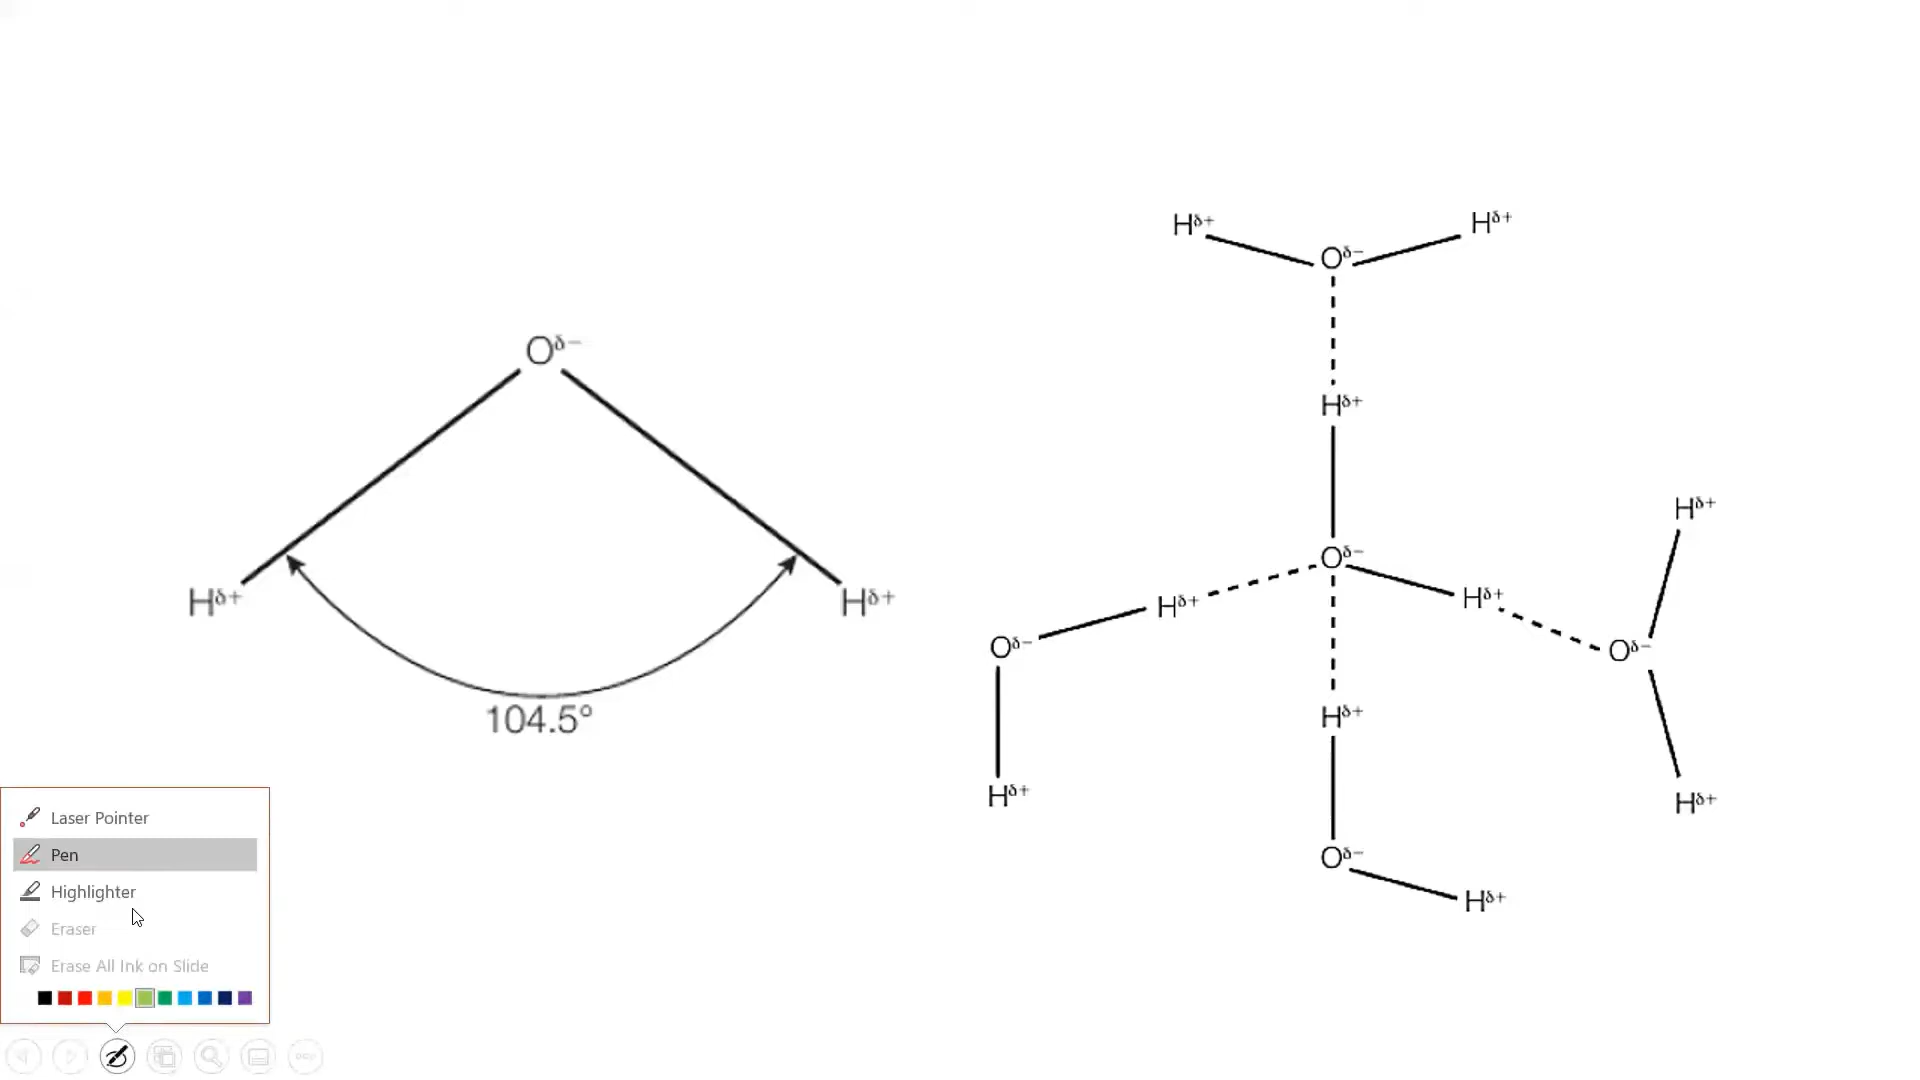 Oδ−
Hδ+
Hδ+
104.5°
Hδ+
Hδ+
Oδ−
Hδ+
Oδ−
Hδ+
Hδ+
Hδ+
Oδ−
Oδ−
Hδ+
Hδ+
Hδ+
Oδ−
Hδ+
Laser Pointer
Pen
Highlighter
Eraser
Erase All Ink on Slide